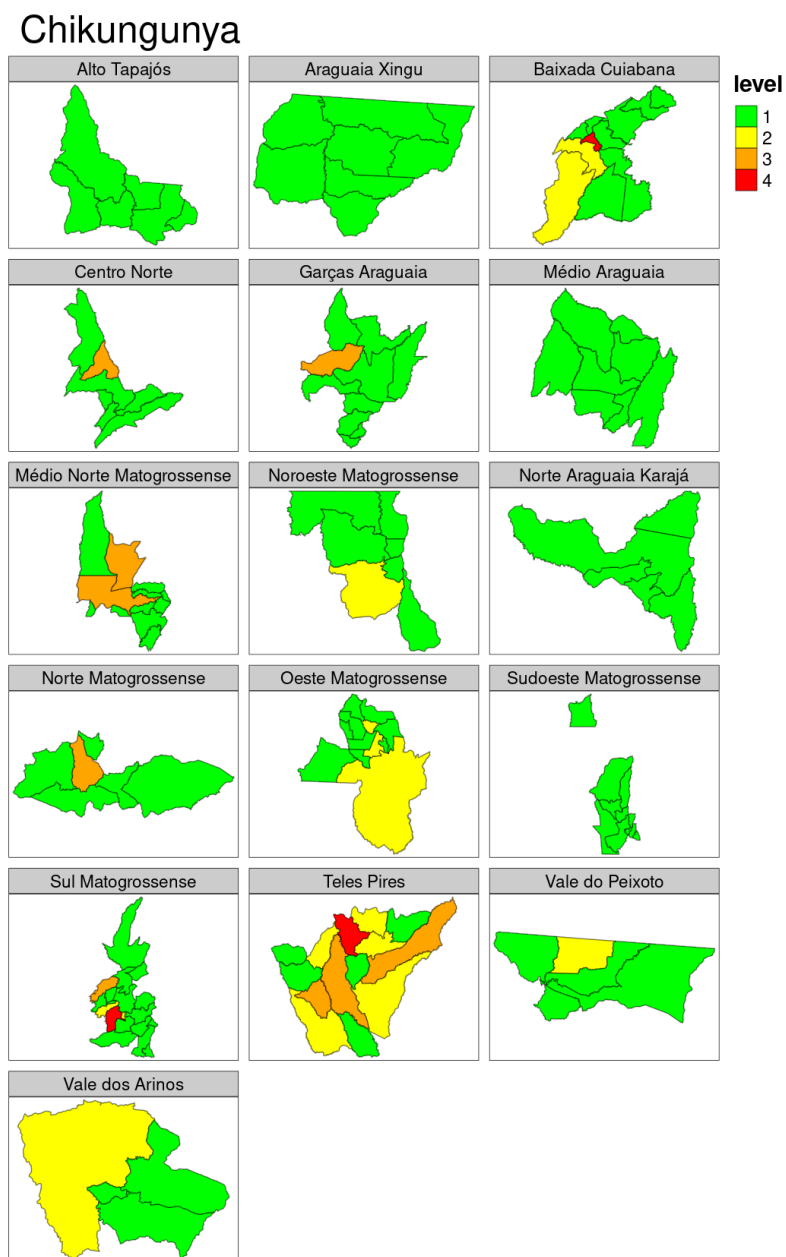 Chikungunya
Alto Tapajós
Araguaia Xingu
Baixada Cuiabana
level
1
2
3
4
Centro Norte
Garças Araguaia
Médio Araguaia
Médio Norte Matogrossense
Noroeste Matogrossense
Norte Araguaia Karajá
Norte Matogrossense
Oeste Matogrossense
Sudoeste Matogrossense
Sul Matogrossense
Teles Pires
Vale do Peixoto
Vale dos Arinos